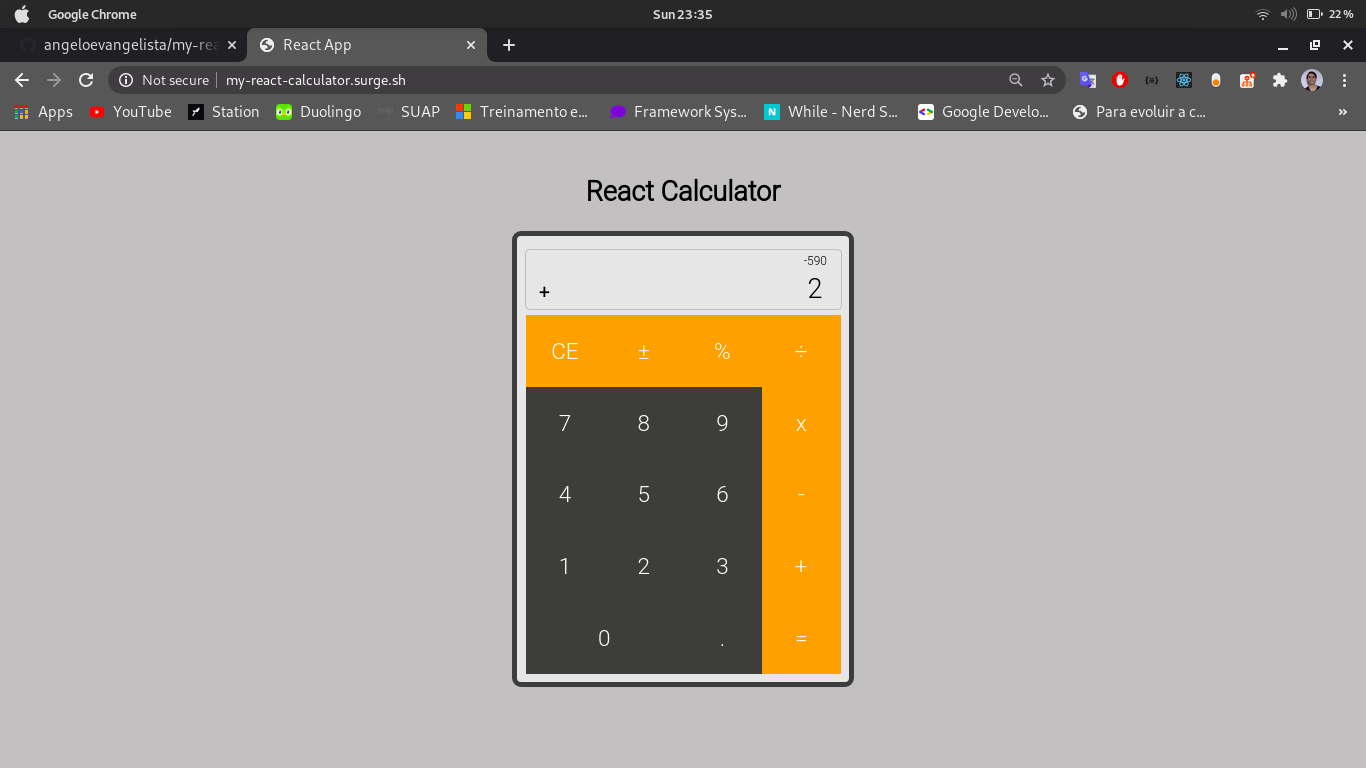 Google Chrome Sun 23:35 22 %
angeloevangelista/my-rea React App
Not secure my-react-calculator.surge.sh
Apps YouTube Station Duolingo SUAP Treinamento e... Framework Sys... N While - Nerd S... Google Develo... Para evoluir a c... »
React Calculator
-590
+ 2
CE ± % ÷
7 8 9 x
4 5 6 -
1 2 3 +
0 . =